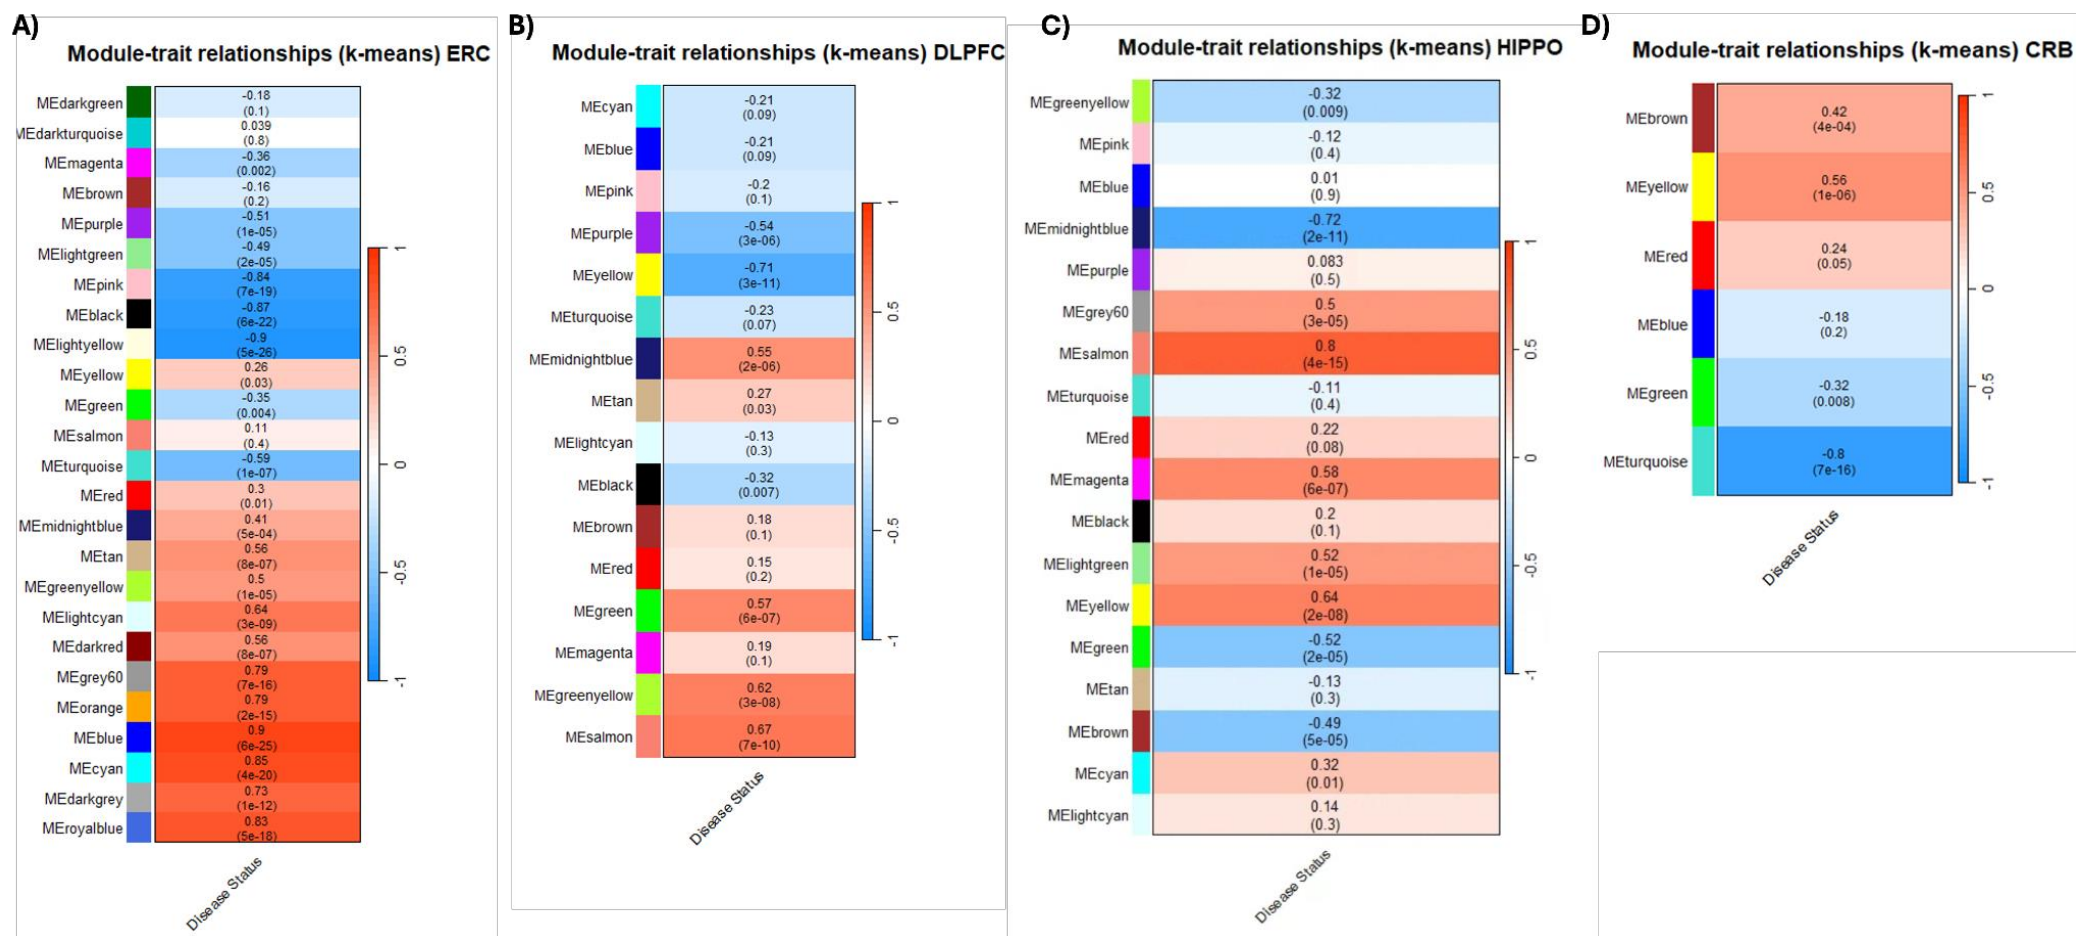 A)
Module-trait relationships (k-means) ERC
MEdarkgreen
-0.18
(0.1)
MEdarkturquoise
0.039
(0.8)
MEmagenta
-0.36
(0.002)
MEbrown
-0.16
(0.2)
MEpurple
-0.51
(1e-05)
MElightgreen
-0.49
(2e-05)
MEpink
-0.84
(7e-19)
MEblack
-0.87
(6e-22)
MElightyellow
-0.9
(5e-26)
MEyellow
0.26
(0.03)
MEgreen
-0.35
(0.004)
MEsalmon
0.11
(0.4)
MEturquoise
-0.59
(1e-07)
MEred
0.3
(0.01)
MEmidnightblue
0.41
(5e-04)
MEtan
0.56
(8e-07)
MEgreenyellow
0.5
(1e-05)
MElightcyan
0.64
(3e-09)
MEdarkred
0.56
(8e-07)
MEgrey60
0.79
(7e-16)
MEorange
0.79
(2e-15)
MEblue
0.9
(6e-25)
MEcyan
0.85
(4e-20)
MEdarkgrey
0.73
(1e-12)
MEroyalblue
0.83
(5e-18)
1
0.5
0
-0.5
-1
Disease Status
B)
Module-trait relationships (k-means) DLPFC
MEcyan
-0.21
(0.09)
MEblue
-0.21
(0.09)
MEpink
-0.2
(0.1)
MEpurple
-0.54
(3e-06)
MEyellow
-0.71
(3e-11)
MEturquoise
-0.23
(0.07)
MEmidnightblue
0.55
(2e-06)
MEtan
0.27
(0.03)
MElightcyan
-0.13
(0.3)
MEblack
-0.32
(0.007)
MEbrown
0.18
(0.1)
MEred
0.15
(0.2)
MEgreen
0.57
(6e-07)
MEmagenta
0.19
(0.1)
MEgreenyellow
0.62
(3e-08)
MEsalmon
0.67
(7e-10)
1
0.5
0
-0.5
-1
Disease Status
C)
Module-trait relationships (k-means) HIPPO
MEgreenyellow
-0.32
(0.009)
MEpink
-0.12
(0.4)
MEblue
0.01
(0.9)
MEmidnightblue
-0.72
(2e-11)
MEpurple
0.083
(0.5)
MEgrey60
0.5
(3e-05)
MEsalmon
0.8
(4e-15)
MEturquoise
-0.11
(0.4)
MEred
0.22
(0.08)
MEmagenta
0.58
(6e-07)
MEblack
0.2
(0.1)
MElightgreen
0.52
(1e-05)
MEyellow
0.64
(2e-08)
MEgreen
-0.52
(2e-05)
MEtan
-0.13
(0.3)
MEbrown
-0.49
(5e-05)
MEcyan
0.32
(0.01)
MElightcyan
0.14
(0.3)
1
0.5
0
-0.5
-1
Disease Status
D)
Module-trait relationships (k-means) CRB
MEbrown
0.42
(4e-04)
MEyellow
0.56
(1e-06)
MEred
0.24
(0.05)
MEblue
-0.18
(0.2)
MEgreen
-0.32
(0.008)
MEturquoise
-0.8
(7e-16)
1
0.5
0
-0.5
-1
Disease Status